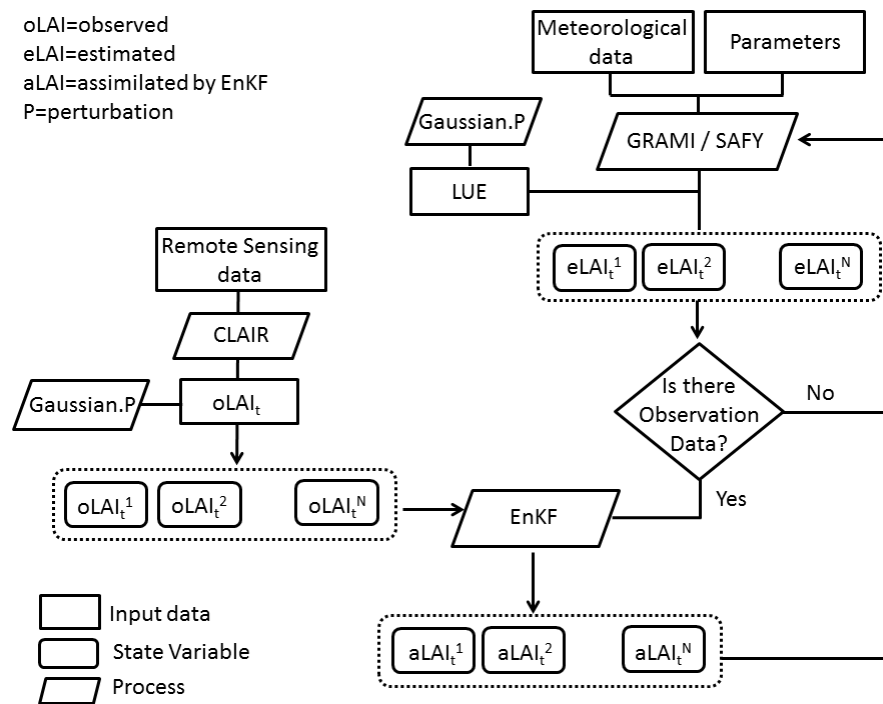 oLAI=observed
eLAI=estimated
aLAI=assimilated by EnKF
P=perturbation
Meteorological
data
Parameters
Gaussian.P
GRAMI / SAFY
LUE
eLAIₜ¹
eLAIₜ²
eLAIₜᴺ
Remote Sensing
data
CLAIR
Gaussian.P
oLAIₜ
Is there
Observation
Data?
No
Yes
oLAIₜ¹
oLAIₜ²
oLAIₜᴺ
EnKF
aLAIₜ¹
aLAIₜ²
aLAIₜᴺ
Input data
State Variable
Process